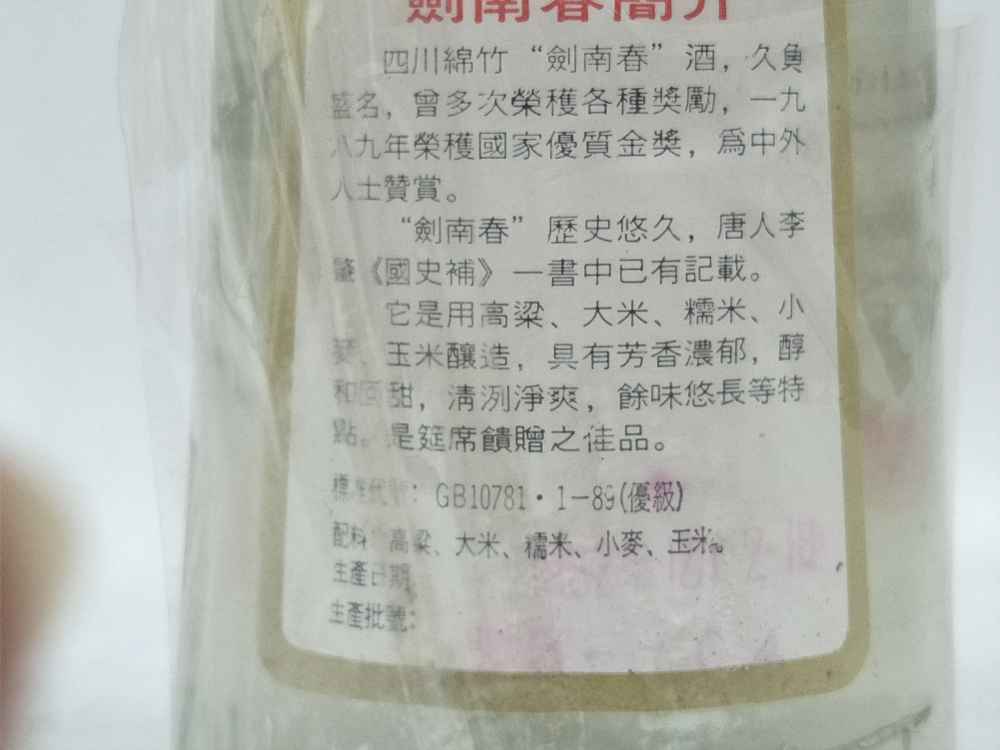 劍南春簡介
四川綿竹“劍南春”酒，久負
盛名，曾多次榮獲各種獎勵，一九
八九年榮獲國家優質金獎，爲中外
人士贊賞。
“劍南春”歷史悠久，唐人李
肇《國史補》一書中已有記載。
它是用高粱、大米、糯米、小
麥、玉米釀造，具有芳香濃郁，醇
和回甜，清洌淨爽，餘味悠長等特
點。是筵席饋贈之佳品。
標准代號：GB10781·1－89(優級)
配料：高粱、大米、糯米、小麥、玉米。
生產日期
生產批號：